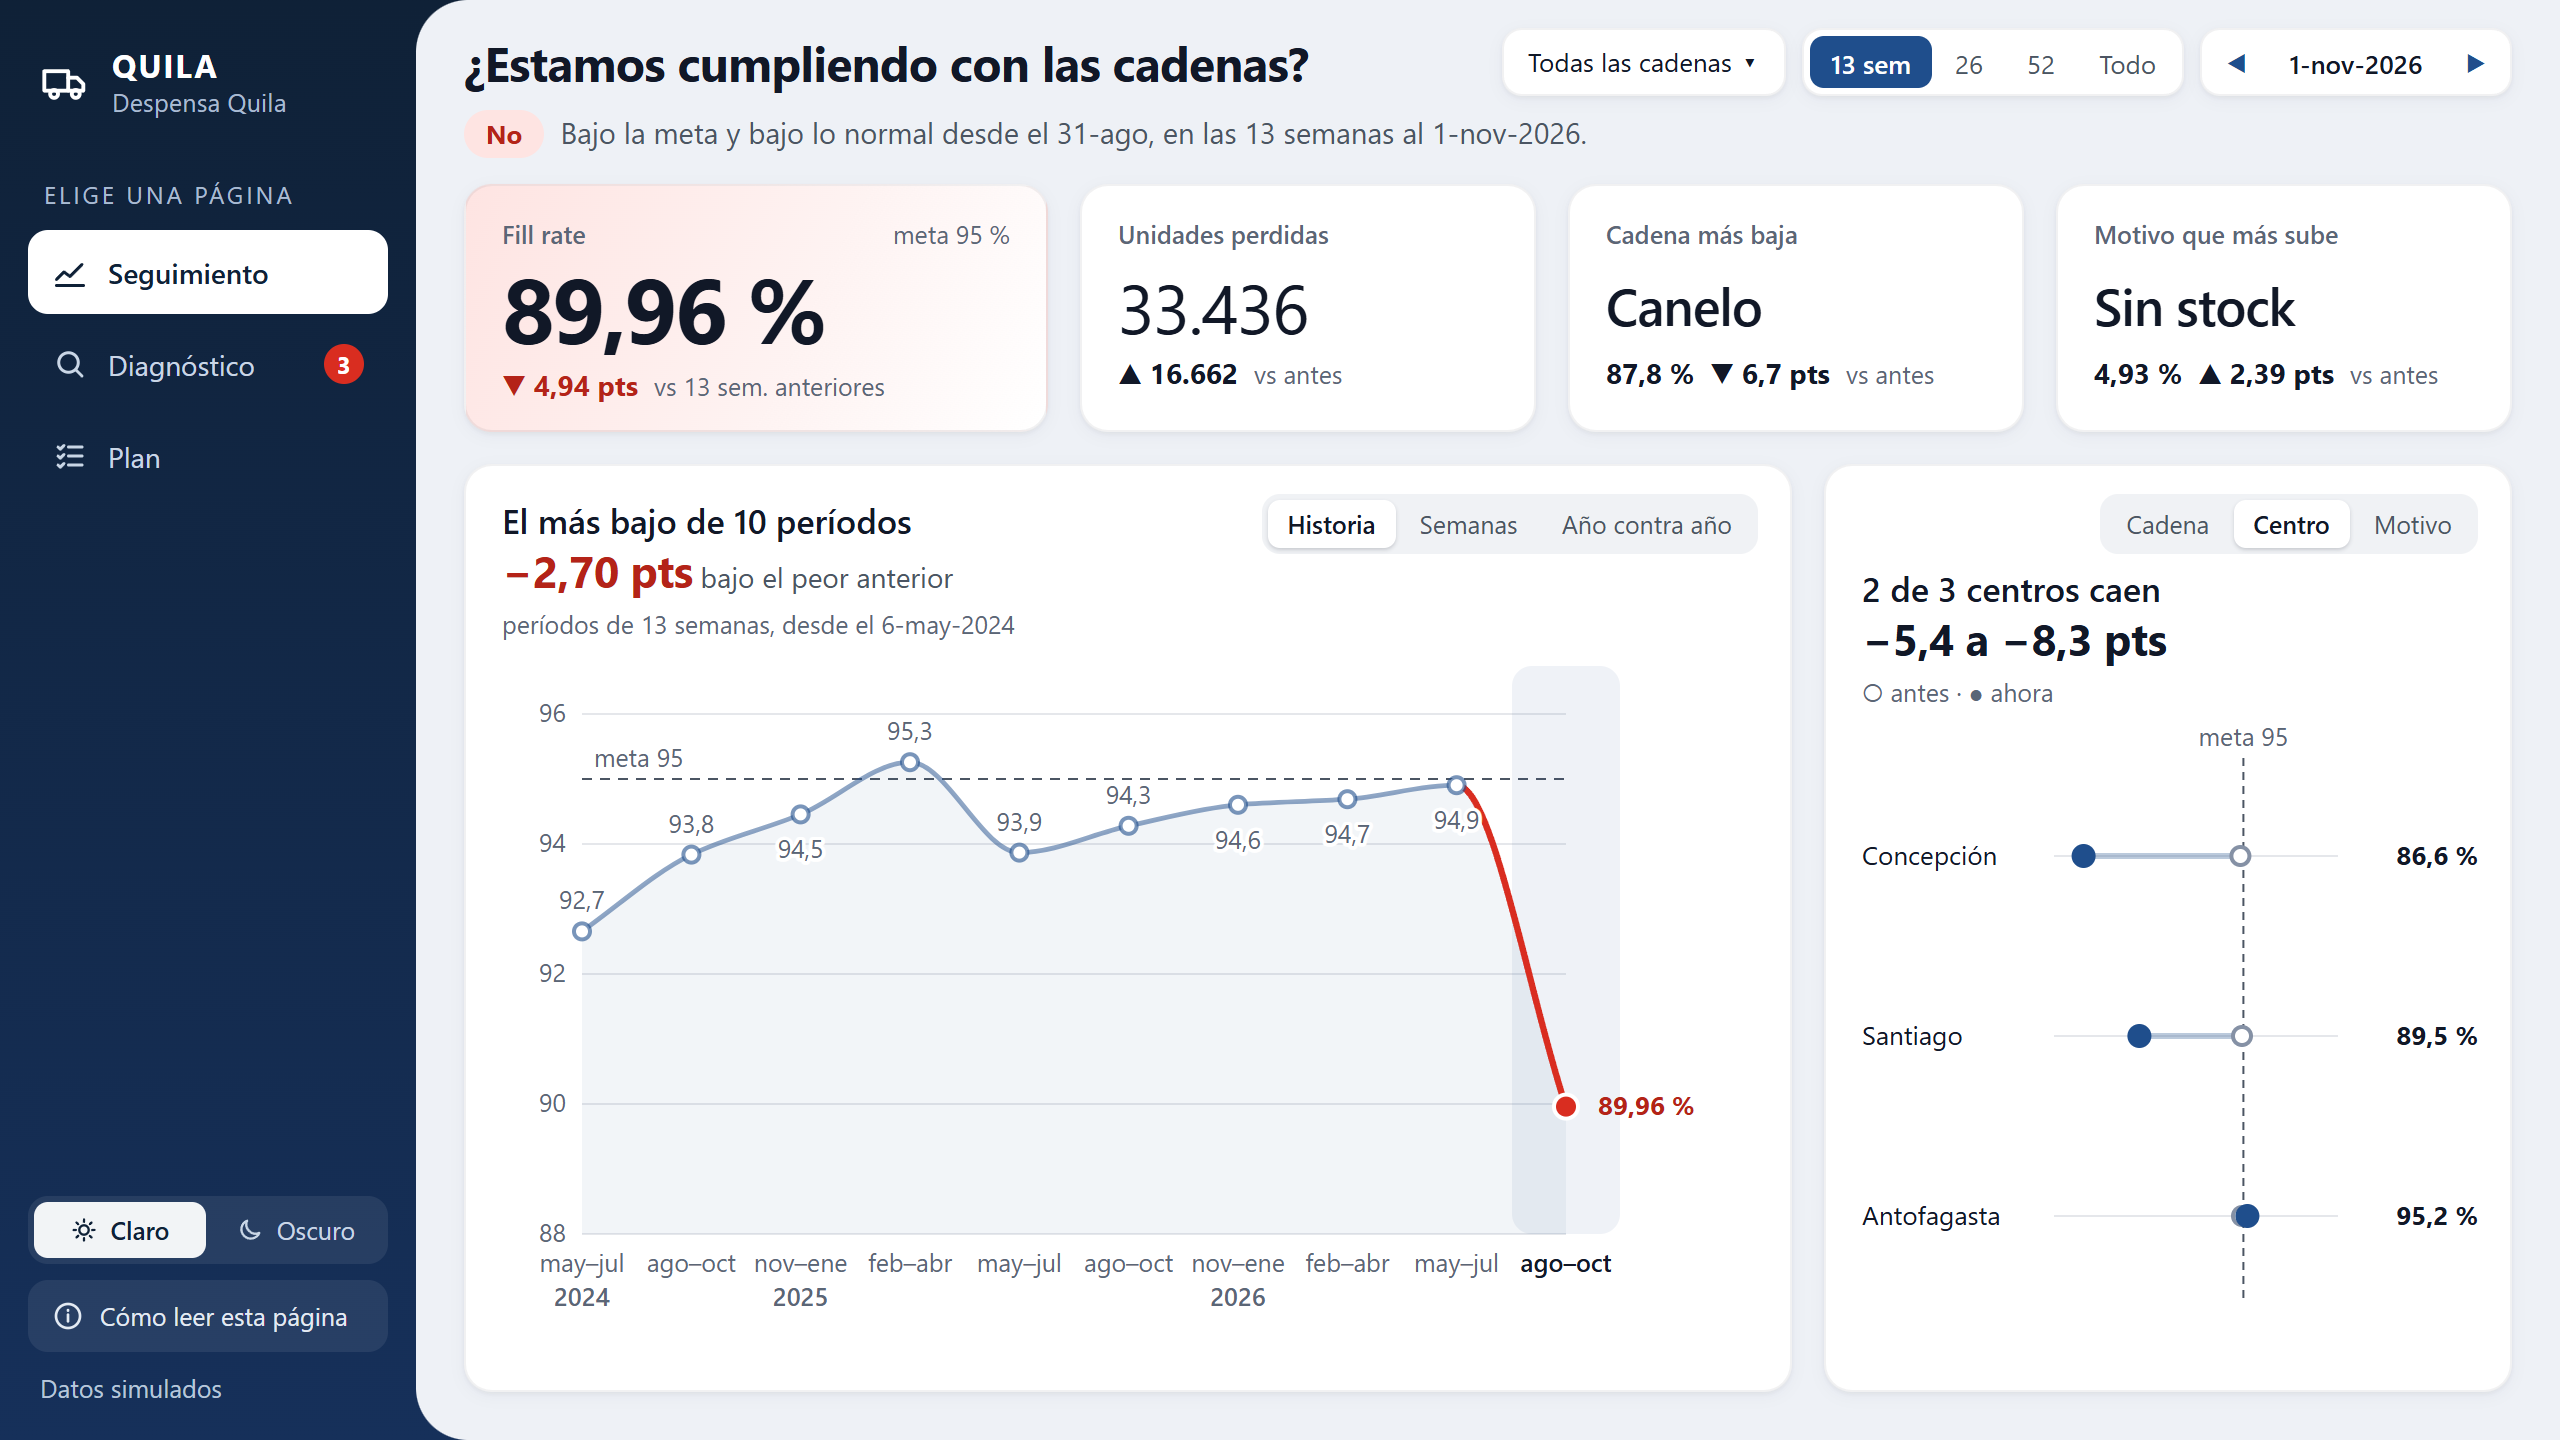 QUILA
Despensa Quila
ELIGE UNA PÁGINA
Seguimiento
Diagnóstico 3
Plan
Claro Oscuro
Cómo leer esta página
Datos simulados
¿Estamos cumpliendo con las cadenas?
Todas las cadenas ▼
13 sem 26 52 Todo
◀ 1-nov-2026 ▶
No Bajo la meta y bajo lo normal desde el 31-ago, en las 13 semanas al 1-nov-2026.
Fill rate meta 95 %
89,96 %
▼ 4,94 pts vs 13 sem. anteriores
Unidades perdidas
33.436
▲ 16.662 vs antes
Cadena más baja
Canelo
87,8 % ▼ 6,7 pts vs antes
Motivo que más sube
Sin stock
4,93 % ▲ 2,39 pts vs antes
El más bajo de 10 períodos
−2,70 pts bajo el peor anterior
períodos de 13 semanas, desde el 6-may-2024
Historia Semanas Año contra año
96
94
92
90
88
meta 95
92,7
93,8
94,5
95,3
93,9
94,3
94,6
94,7
94,9
89,96 %
may–jul ago–oct nov–ene feb–abr may–jul ago–oct nov–ene feb–abr may–jul ago–oct
2024 2025 2026
Cadena Centro Motivo
2 de 3 centros caen
−5,4 a −8,3 pts
○ antes · ● ahora
meta 95
Concepción 86,6 %
Santiago 89,5 %
Antofagasta 95,2 %